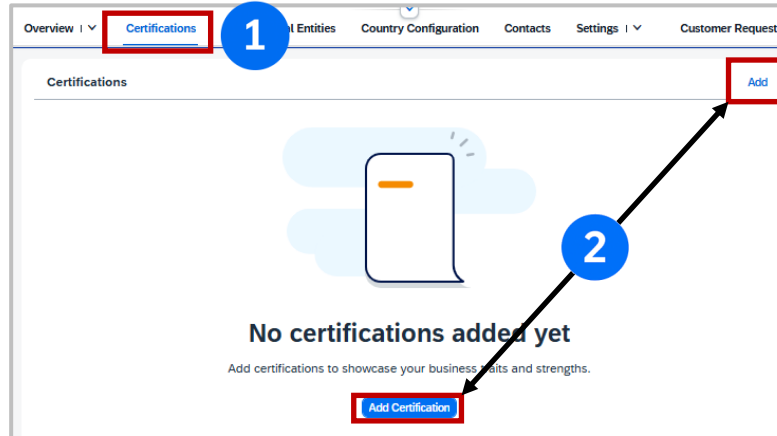 Overview Certifications 1 l Entities Country Configuration Contacts Settings Customer Request
Certifications Add
2
No certifications added yet
Add certifications to showcase your business traits and strengths.
Add Certification